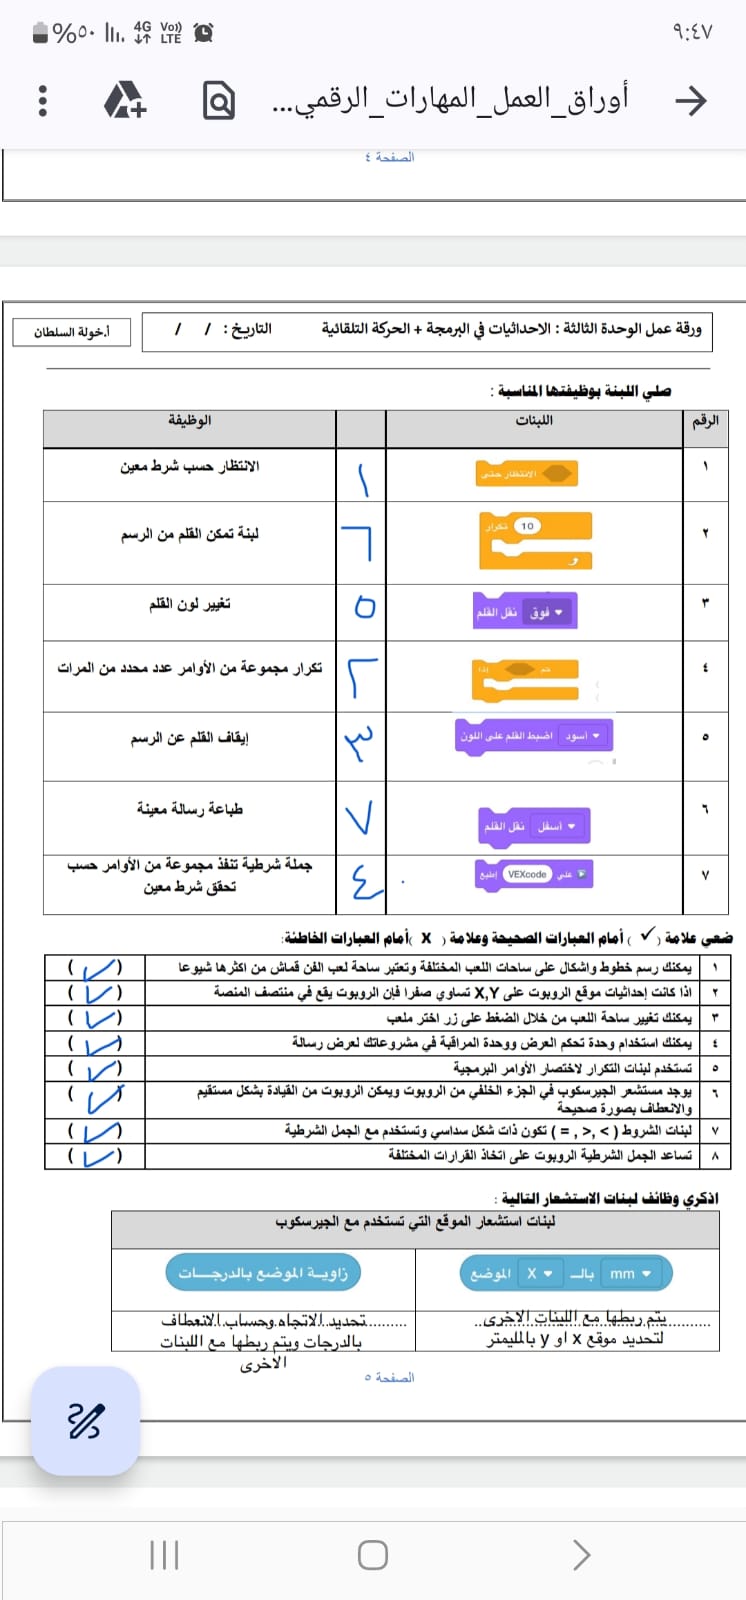 ٩:٤٧
%٥٠
4G
Vo))
LTE
أوراق_العمل_المهارات_الرقمي...
الصفحة ٤
ورقة عمل الوحدة الثالثة : الاحداثيات في البرمجة + الحركة التلقائية التاريخ : / /
أ.خولة السلطان
صلي اللبنة بوظيفتها المناسبة :
الرقم اللبنات الوظيفة
١ الانتظار حتى ١ الانتظار حسب شرط معين
٢ 10 تكرار ٦ لبنة تمكن القلم من الرسم
٣ نقل القلم فوق ٥ تغيير لون القلم
٤ إذا ثم ٢ تكرار مجموعة من الأوامر عدد محدد من المرات
٥ اضبط القلم على اللون أسود ٣ إيقاف القلم عن الرسم
٦ نقل القلم أسفل ٧ طباعة رسالة معينة
٧ إطبع VEXcode على ٤ جملة شرطية تنفذ مجموعة من الأوامر حسب
تحقق شرط معين
ضعي علامة ( ✓ ) أمام العبارات الصحيحة وعلامة ( X ) أمام العبارات الخاطئة:
١ يمكنك رسم خطوط واشكال على ساحات اللعب المختلفة وتعتبر ساحة لعب الفن قماش من اكثرها شيوعا (✓)
٢ اذا كانت إحداثيات موقع الروبوت على X,Y تساوي صفرا فإن الروبوت يقع في منتصف المنصة (✓)
٣ يمكنك تغيير ساحة اللعب من خلال الضغط على زر اختر ملعب (✓)
٤ يمكنك استخدام وحدة تحكم العرض ووحدة المراقبة في مشروعاتك لعرض رسالة (✓)
٥ تستخدم لبنات التكرار لاختصار الأوامر البرمجية (✓)
٦ يوجد مستشعر الجيرسكوب في الجزء الخلفي من الروبوت ويمكن الروبوت من القيادة بشكل مستقيم (✓)
والانعطاف بصورة صحيحة
٧ لبنات الشروط ( > ,< , = ) تكون ذات شكل سداسي وتستخدم مع الجمل الشرطية (✓)
٨ تساعد الجمل الشرطية الروبوت على اتخاذ القرارات المختلفة (✓)
اذكري وظائف لبنات الاستشعار التالية :
لبنات استشعار الموقع التي تستخدم مع الجيرسكوب
الموضع X بالـ mm
زاوية الموضع بالدرجات
يتم ربطها مع اللبنات الاخرى
لتحديد موقع x او y بالمليمتر
تحديد الاتجاه وحساب الانعطاف
بالدرجات ويتم ربطها مع اللبنات
الاخرى
الصفحة ٥